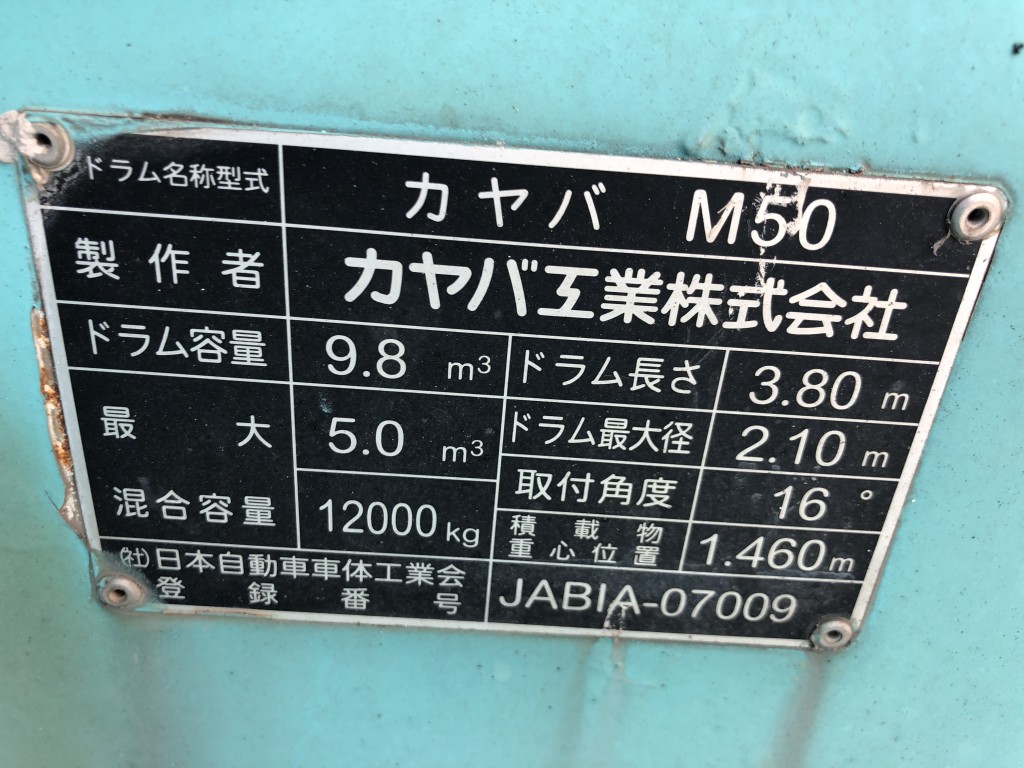 ドラム名称型式 カヤバ M50
製作者 カヤバ工業株式会社
ドラム容量 9.8 m³ ドラム長さ 3.80 m
最大 5.0 m³ ドラム最大径 2.10 m
混合容量 12000kg 取付角度 16°
積載物
重心位置 1.460m
(社)日本自動車車体工業会
登録番号 JABIA-07009